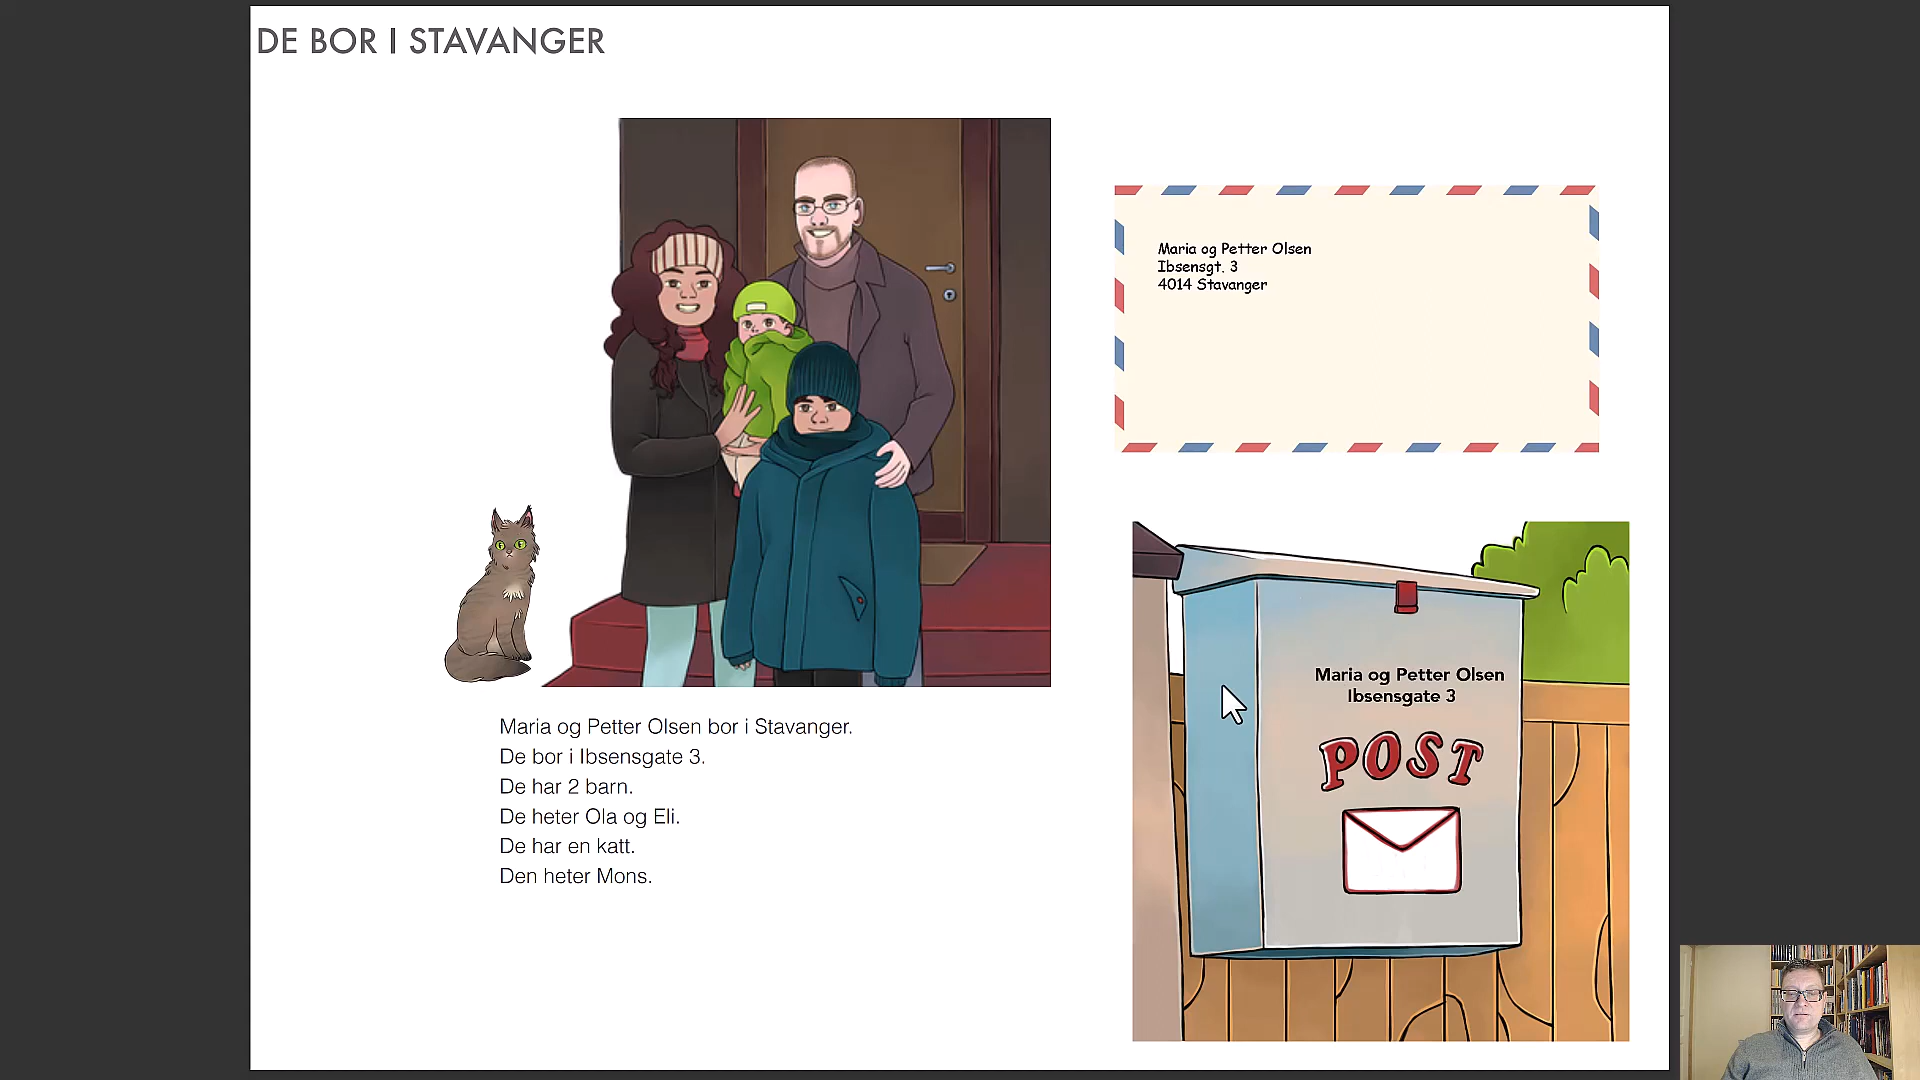 DE BOR I STAVANGER
Maria og Petter Olsen
Ibsensgt. 3
4014 Stavanger
Maria og Petter Olsen
Ibsensgate 3
POST
Maria og Petter Olsen bor i Stavanger.
De bor i Ibsensgate 3.
De har 2 barn.
De heter Ola og Eli.
De har en katt.
Den heter Mons.